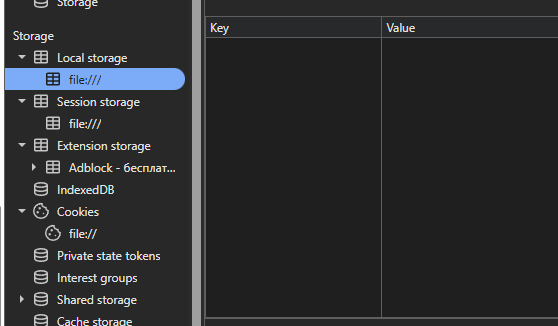 Storage
Storage
Local storage
file:///
Session storage
file:///
Extension storage
Adblock - бесплат...
IndexedDB
Cookies
file://
Private state tokens
Interest groups
Shared storage
Cache storage
Key Value